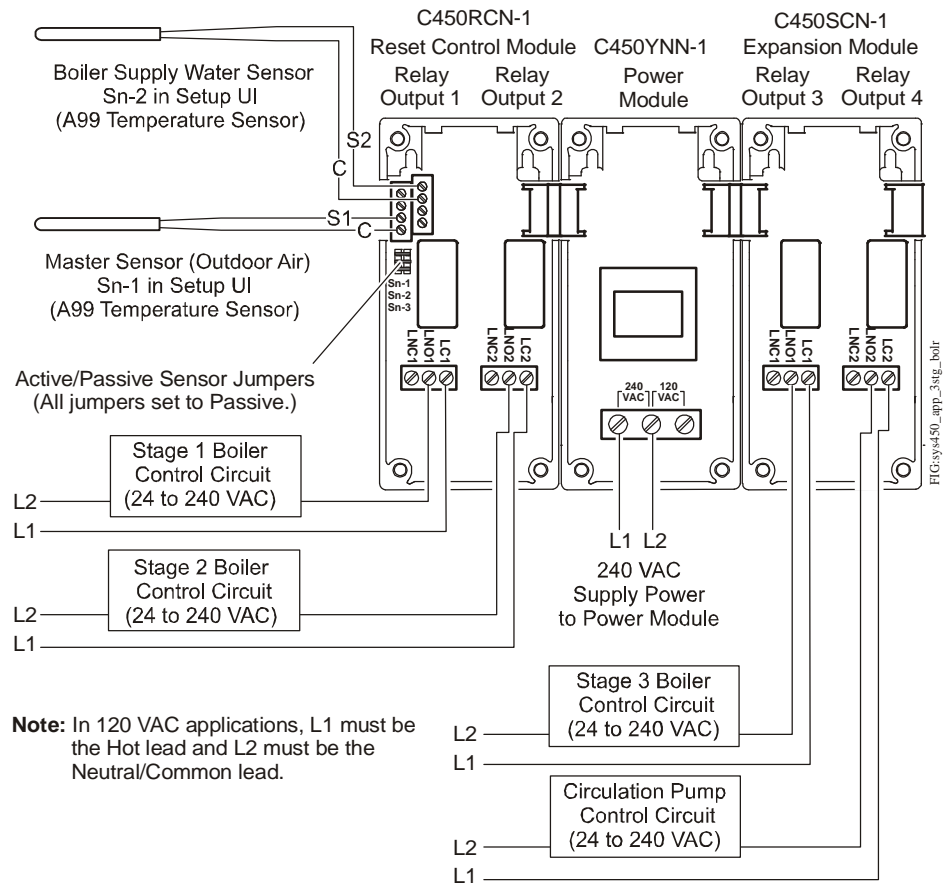 C450RCN-1
Reset Control Module
Relay Output 1
Relay Output 2
C450YNN-1
Power Module
C450SCN-1
Expansion Module
Relay Output 3
Relay Output 4
Boiler Supply Water Sensor
Sn-2 in Setup UI
(A99 Temperature Sensor)
S2
C
S1
C
Master Sensor (Outdoor Air)
Sn-1 in Setup UI
(A99 Temperature Sensor)
Sn-1
Sn-2
Sn-3
Active/Passive Sensor Jumpers
(All jumpers set to Passive.)
LNC1
LNO1
LC1
LNC2
LNO2
LC2
240 VAC
120 VAC
LNC1
LNO1
LC1
LNC2
LNO2
LC2
FIG:sys450_app_3stg_bolr
Stage 1 Boiler
Control Circuit
(24 to 240 VAC)
L2
L1
Stage 2 Boiler
Control Circuit
(24 to 240 VAC)
L2
L1
L1 L2
240 VAC
Supply Power
to Power Module
Note: In 120 VAC applications, L1 must be
the Hot lead and L2 must be the
Neutral/Common lead.
Stage 3 Boiler
Control Circuit
(24 to 240 VAC)
L2
L1
Circulation Pump
Control Circuit
(24 to 240 VAC)
L2
L1